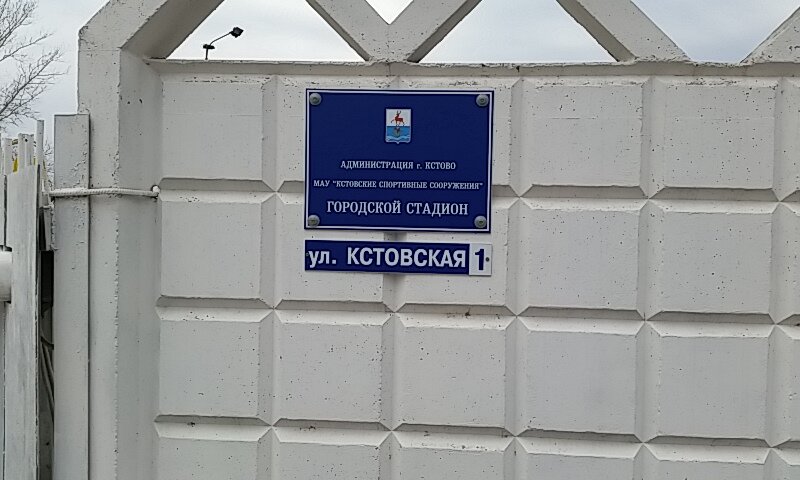 АДМИНИСТРАЦИЯ г. КСТОВО
МАУ "КСТОВСКИЕ СПОРТИВНЫЕ СООРУЖЕНИЯ"
ГОРОДСКОЙ СТАДИОН
ул. КСТОВСКАЯ 1